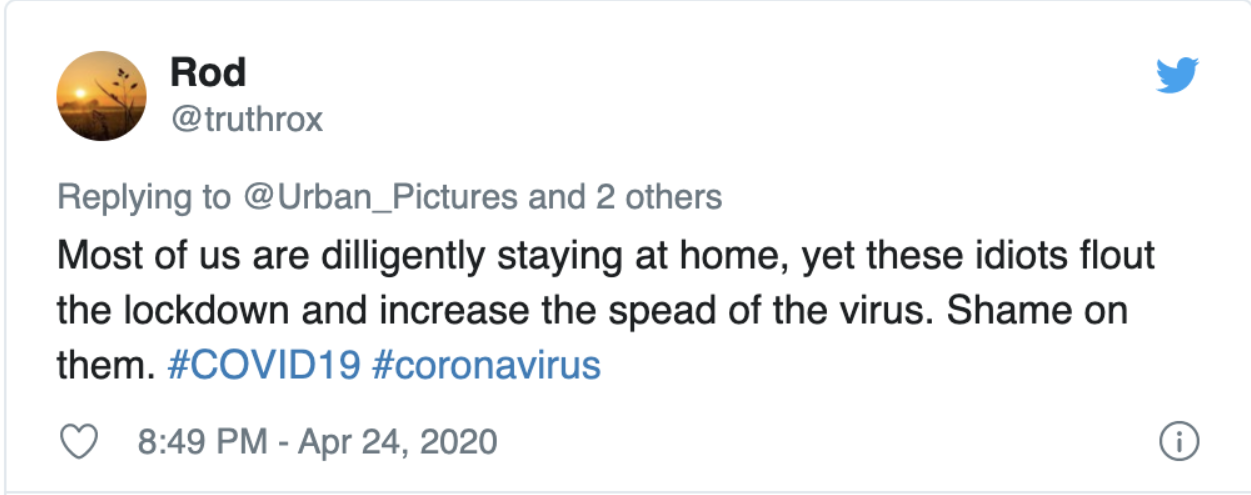 Rod
@truthrox
Replying to @Urban_Pictures and 2 others
Most of us are dilligently staying at home, yet these idiots flout
the lockdown and increase the spead of the virus. Shame on
them. #COVID19 #coronavirus
8:49 PM - Apr 24, 2020